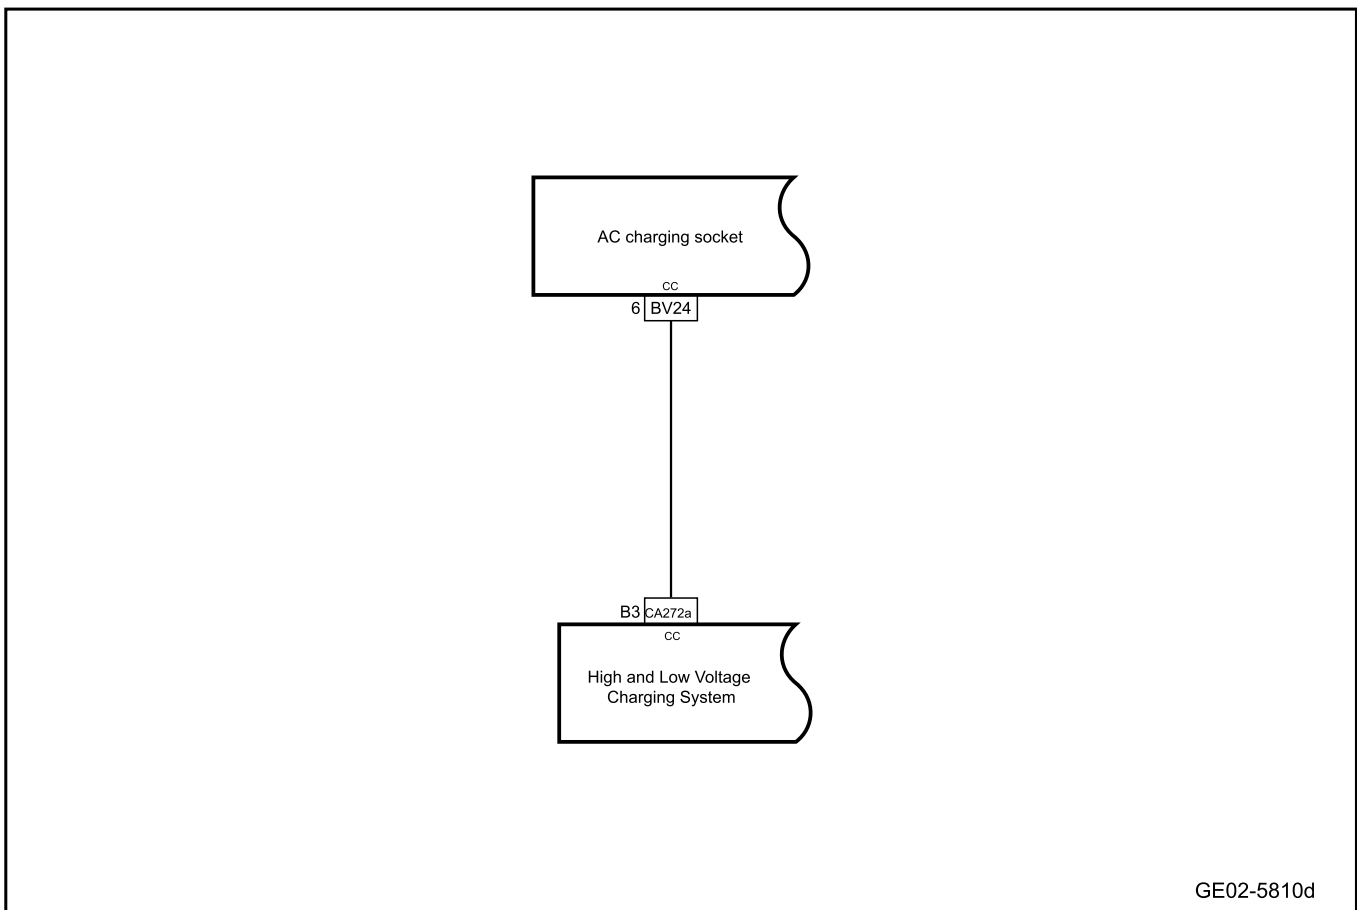 AC charging socket
CC
6 BV24
B3 CA272a
CC
High and Low Voltage
Charging System
GE02-5810d